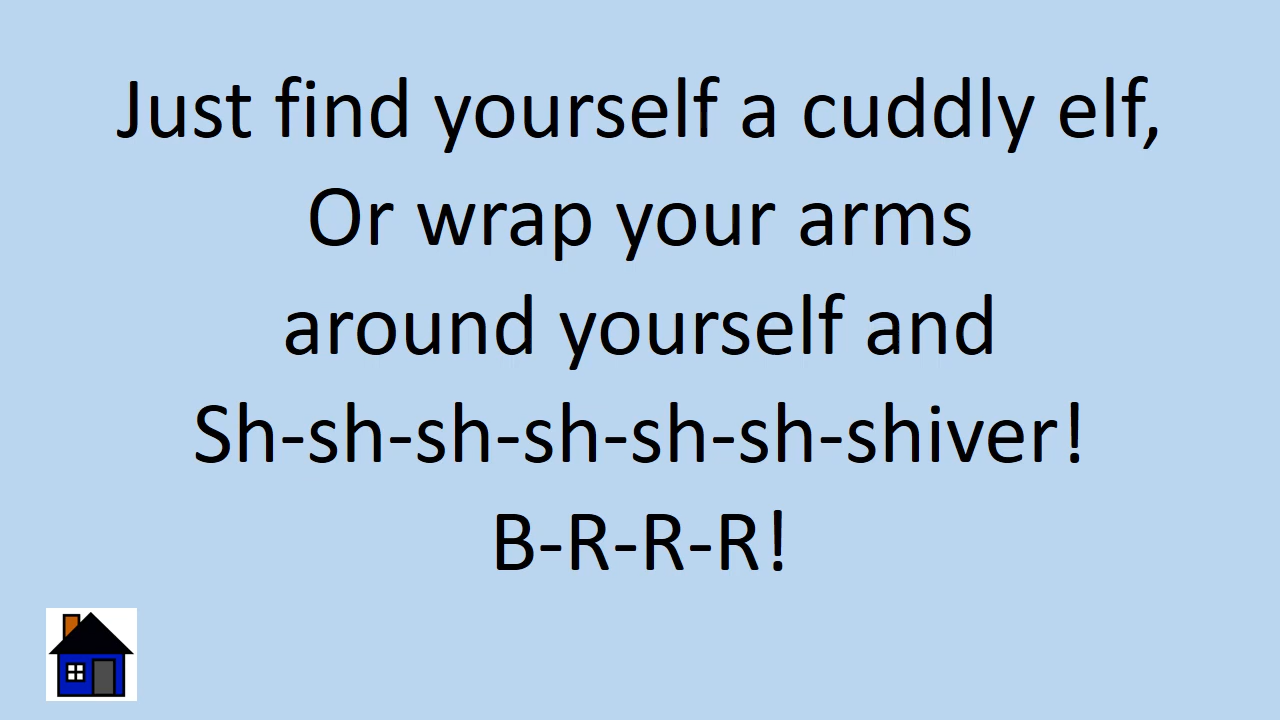 Just find yourself a cuddly elf,
Or wrap your arms
around yourself and
Sh-sh-sh-sh-sh-sh-shiver!
B-R-R-R!